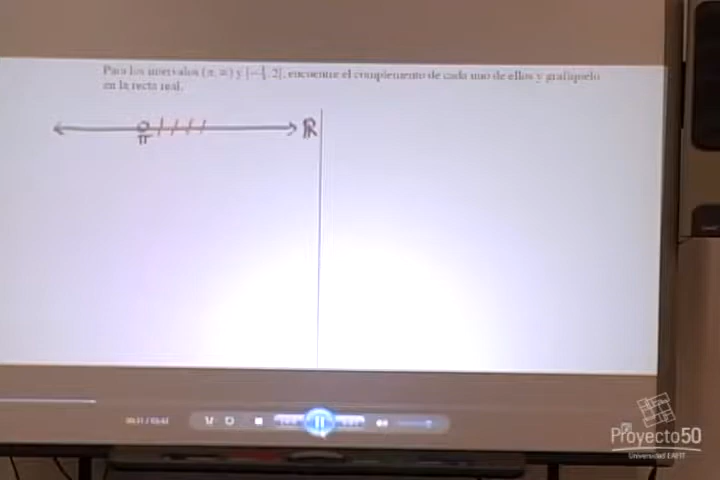 Para los intervalos (π, ∞) y [-, 2], encuentre el complemento de cada uno de ellos y grafíquelo
en la recta real.
ℝ
π
Proyecto50
Universidad EAFIT